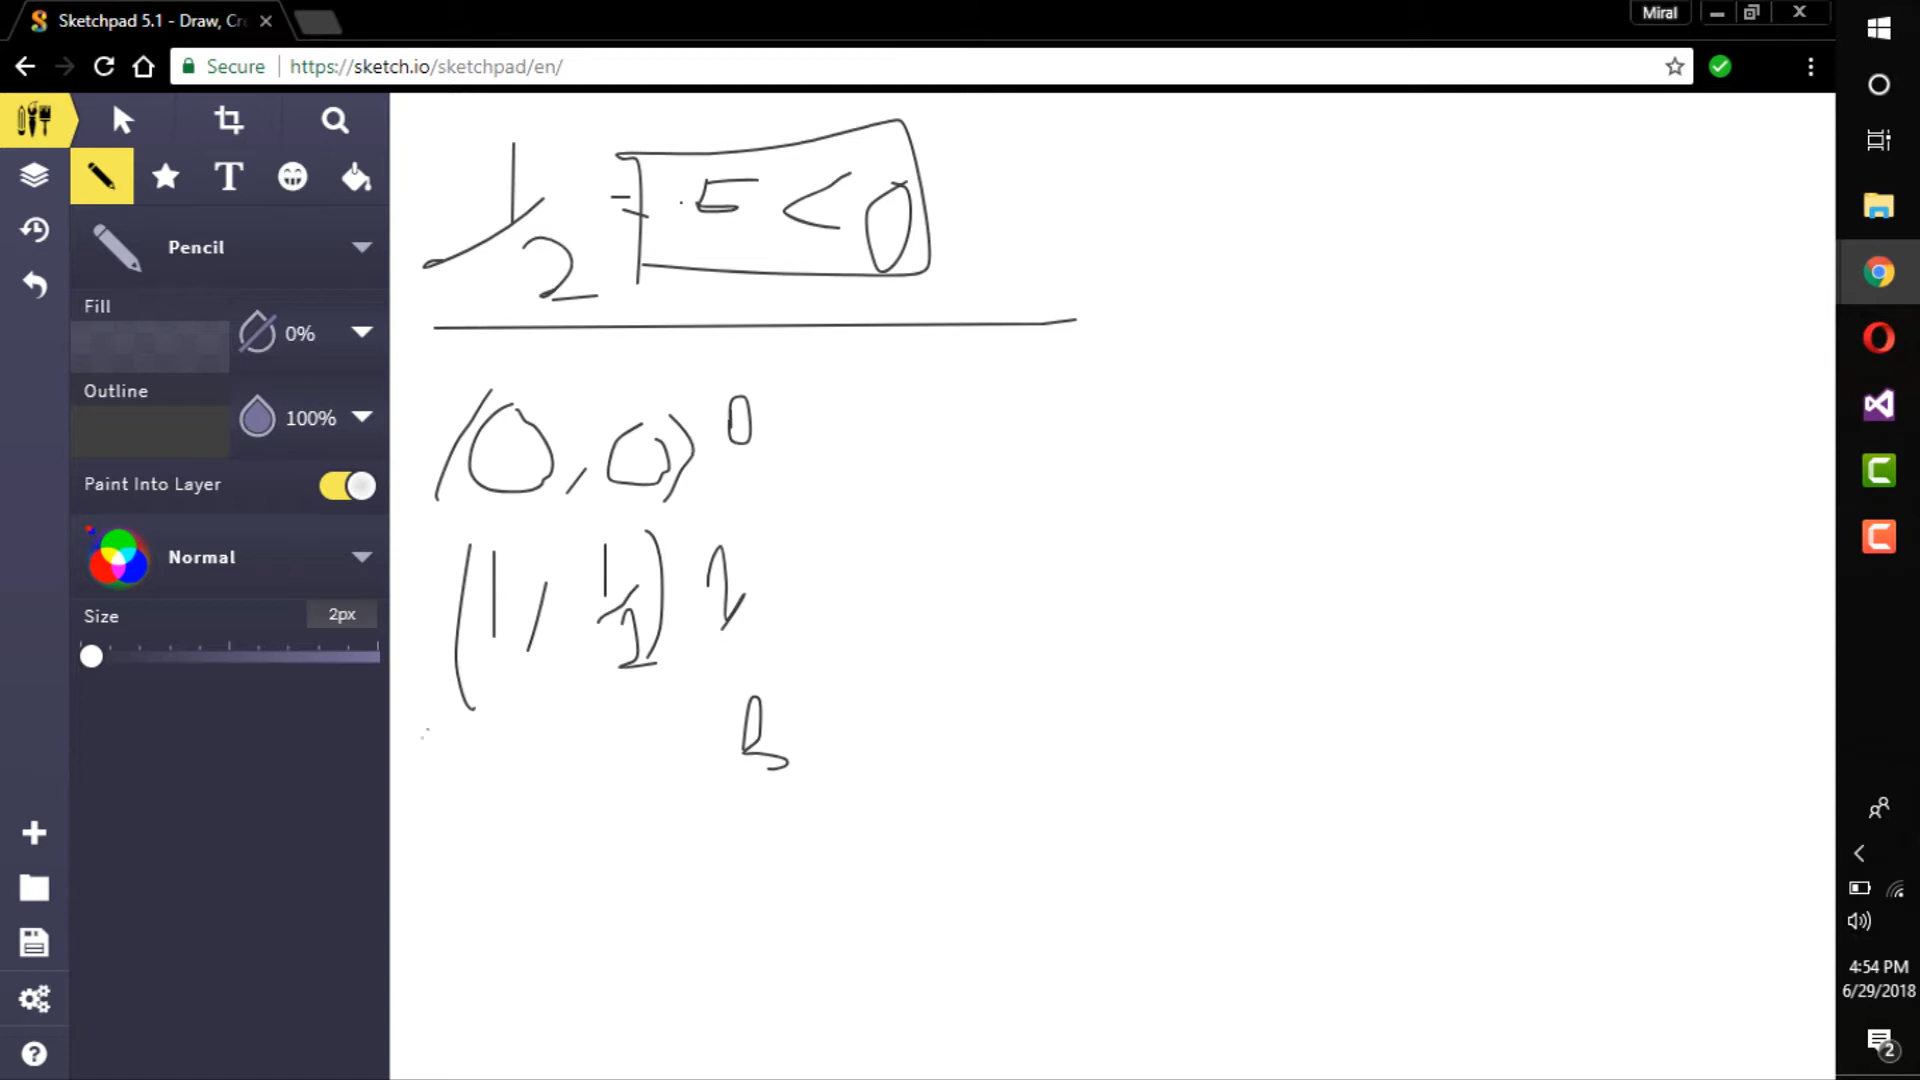 Sketchpad 5.1 - Draw, Cr
Miral
Secure https://sketch.io/sketchpad/en/
Pencil
Fill
0%
Outline
100%
Paint Into Layer
Normal
Size 2px
1/2 = .5 < 0
(0, 0) 0
(1, 1/2)
4:54 PM
6/29/2018
2